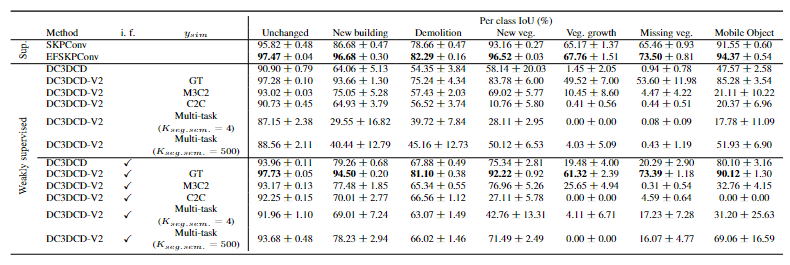 Per class IoU (%)
Method i. f. y_sim Unchanged New building Demolition New veg. Veg. growth Missing veg. Mobile Object
Sup.
SKPConv 95.82 + 0.48 86.68 + 0.47 78.66 + 0.47 93.16 + 0.27 65.17 + 1.37 65.46 + 0.93 91.55 + 0.60
EFSKPConv 97.47 + 0.04 96.68 + 0.30 82.29 + 0.16 96.52 + 0.03 67.76 + 1.51 73.50 + 0.81 94.37 + 0.54
Weakly supervised
DC3DCD 90.90 + 0.79 64.06 + 5.13 54.35 + 3.84 58.14 + 20.03 1.45 + 2.05 0.94 + 0.78 47.57 + 2.58
DC3DCD-V2 GT 97.28 + 0.10 93.66 + 1.30 75.24 + 4.34 83.78 + 6.00 49.52 + 7.00 53.60 + 11.98 85.28 + 3.54
DC3DCD-V2 M3C2 93.02 + 0.03 75.05 + 5.28 57.43 + 2.03 69.02 + 5.77 10.45 + 8.60 4.47 + 4.22 21.11 + 10.22
DC3DCD-V2 C2C 90.73 + 0.45 64.93 + 3.79 56.52 + 3.74 10.76 + 5.80 0.41 + 0.56 0.44 + 0.51 20.37 + 6.96
DC3DCD-V2 Multi-task (K_seg.sem. = 4) 87.15 + 2.38 29.55 + 16.82 39.72 + 7.84 28.11 + 2.95 0.00 + 0.00 0.08 + 0.09 17.78 + 11.09
DC3DCD-V2 Multi-task (K_seg.sem. = 500) 88.56 + 2.11 40.44 + 12.79 45.16 + 12.73 50.12 + 6.53 4.03 + 5.09 0.43 + 1.19 51.93 + 6.90
DC3DCD ✓ 93.96 + 0.11 79.26 + 0.68 67.88 + 0.49 75.34 + 2.81 19.48 + 4.00 20.29 + 2.90 80.10 + 3.16
DC3DCD-V2 ✓ GT 97.73 + 0.05 94.50 + 0.20 81.10 + 0.38 92.22 + 0.92 61.32 + 2.39 73.39 + 1.18 90.12 + 1.30
DC3DCD-V2 ✓ M3C2 93.17 + 0.13 77.48 + 1.85 65.34 + 0.55 76.96 + 5.26 25.65 + 4.94 0.31 + 0.54 32.76 + 4.15
DC3DCD-V2 ✓ C2C 92.25 + 0.15 70.01 + 2.77 66.56 + 1.12 27.11 + 5.78 0.00 + 0.00 4.59 + 0.64 0.00 + 0.00
DC3DCD-V2 ✓ Multi-task (K_seg.sem. = 4) 91.96 + 1.10 69.01 + 7.24 63.07 + 1.49 42.76 + 13.31 4.11 + 6.71 17.23 + 7.28 31.20 + 25.63
DC3DCD-V2 ✓ Multi-task (K_seg.sem. = 500) 93.68 + 0.48 78.23 + 2.94 66.02 + 1.46 71.49 + 2.49 0.00 + 0.00 16.07 + 4.77 69.06 + 16.59